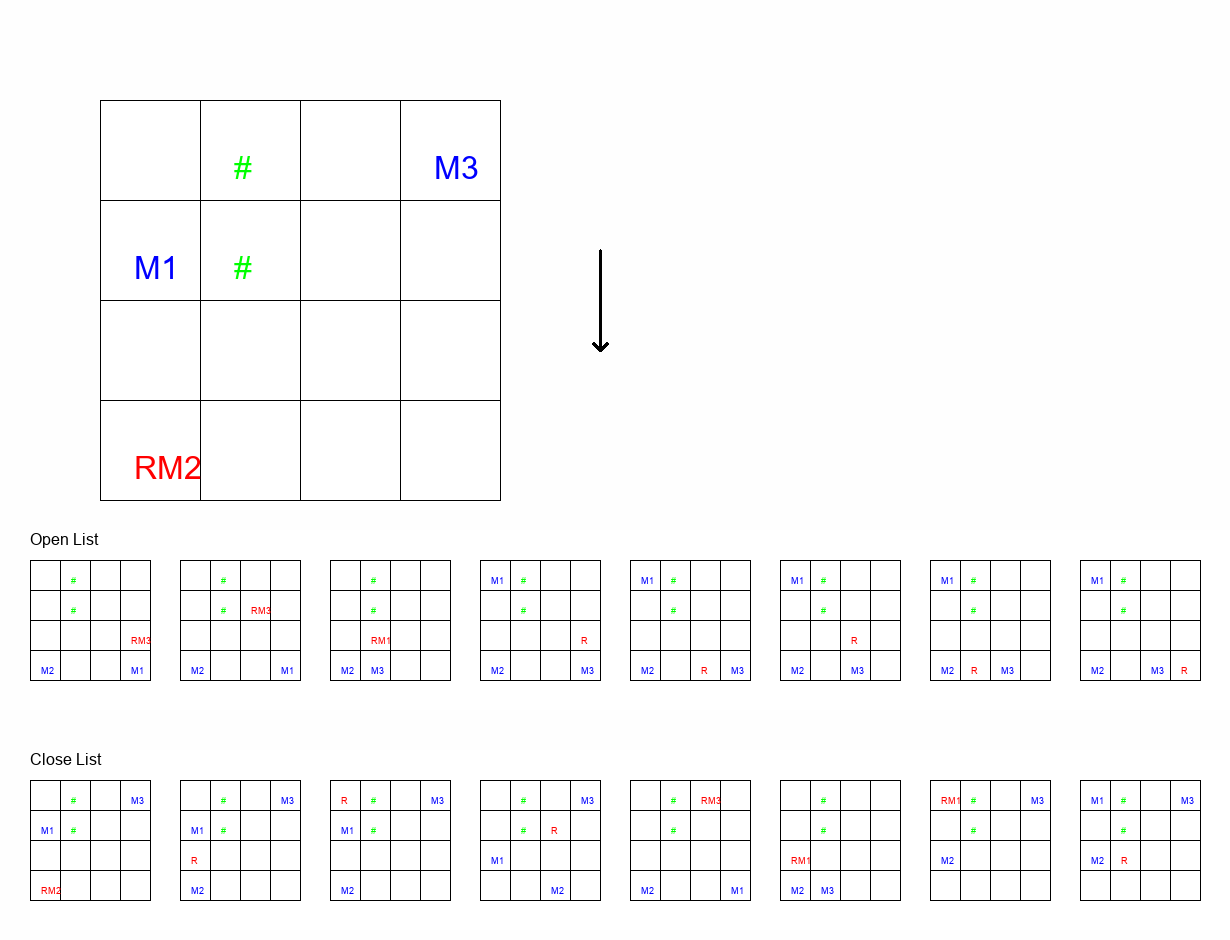 # M3
M1 #
RM2
Open List
# # # M1 # M1 # M1 # M1 # M1 #
# # RM3 # # # # # #
RM3 RM1 R R
M2 M1 M2 M1 M2 M3 M2 M3 M2 R M3 M2 M3 M2 R M3 M2 M3 R
Close List
# M3 # M3 R # M3 # M3 # RM3 # RM1 # M3 M1 # M3
M1 # M1 # M1 # # R # # # #
R M1 RM1 M2 M2 R
RM2 M2 M2 M2 M2 M1 M2 M3